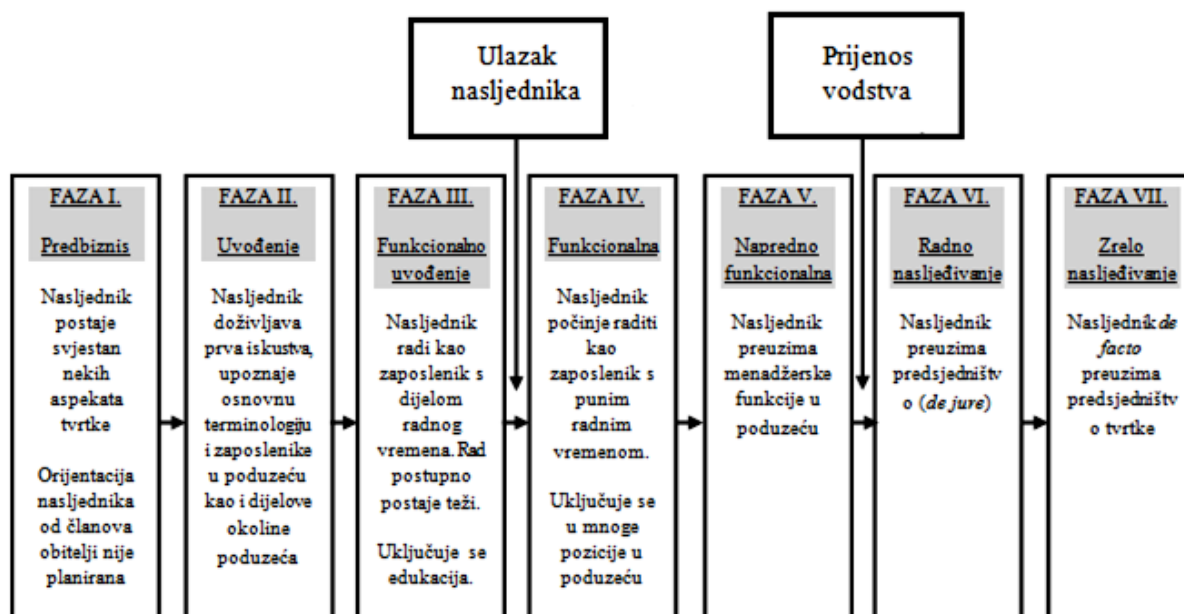 Ulazak
nasljednika
Prijenos
vodstva
FAZA I.
Predbiznis
Nasljednik
postaje
svjestan
nekih
aspekata
tvrtke
Orijentacija
nasljednika
od članova
obitelji nije
planirana
FAZA II.
Uvođenje
Nasljednik
doživljava
prva iskustva,
upoznaje
osnovnu
terminologiju
i zaposlenike
u poduzeću
kao i dijelove
okoline
poduzeća
FAZA III.
Funkcionalno
uvođenje
Nasljednik
radi kao
zaposlenik s
dijelom
radnog
vremena. Rad
postupno
postaje teži.
Uključuje se
edukacija.
FAZA IV.
Funkcionalna
Nasljednik
počinje raditi
kao
zaposlenik s
punim
radnim
vremenom.
Uključuje se
u mnoge
pozicije u
poduzeću
FAZA V.
Napredno
funkcionalna
Nasljednik
preuzima
menadžerske
funkcije u
poduzeću
FAZA VI.
Radno
nasljeđivanje
Nasljednik
preuzima
predsjedništv
o (de jure)
FAZA VII.
Zrelo
nasljeđivanje
Nasljednik de
facto
preuzima
predsjedništv
o tvrtke